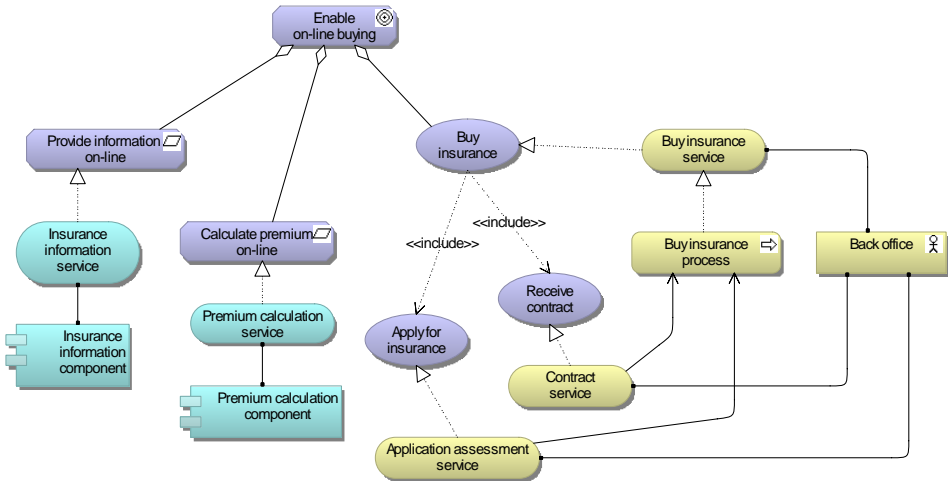 Enable
on-line buying
Provide information
on-line
Buy
insurance
Buy insurance
service
<<include>>
<<include>>
Insurance
information
service
Calculate premium
on-line
Buy insurance
process
Back office
Receive
contract
Premium calculation
service
Apply for
insurance
Insurance
information
component
Contract
service
Premium calculation
component
Application assessment
service